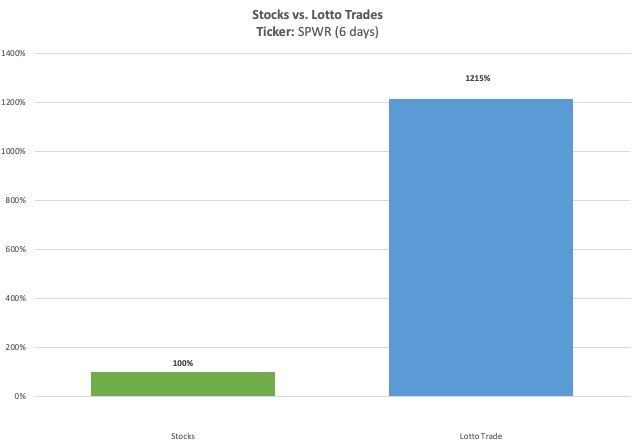 Stocks vs. Lotto Trades
Ticker: SPWR (6 days)
1400%
1200%
1000%
800%
600%
400%
200%
0%
1215%
100%
Stocks
Lotto Trade